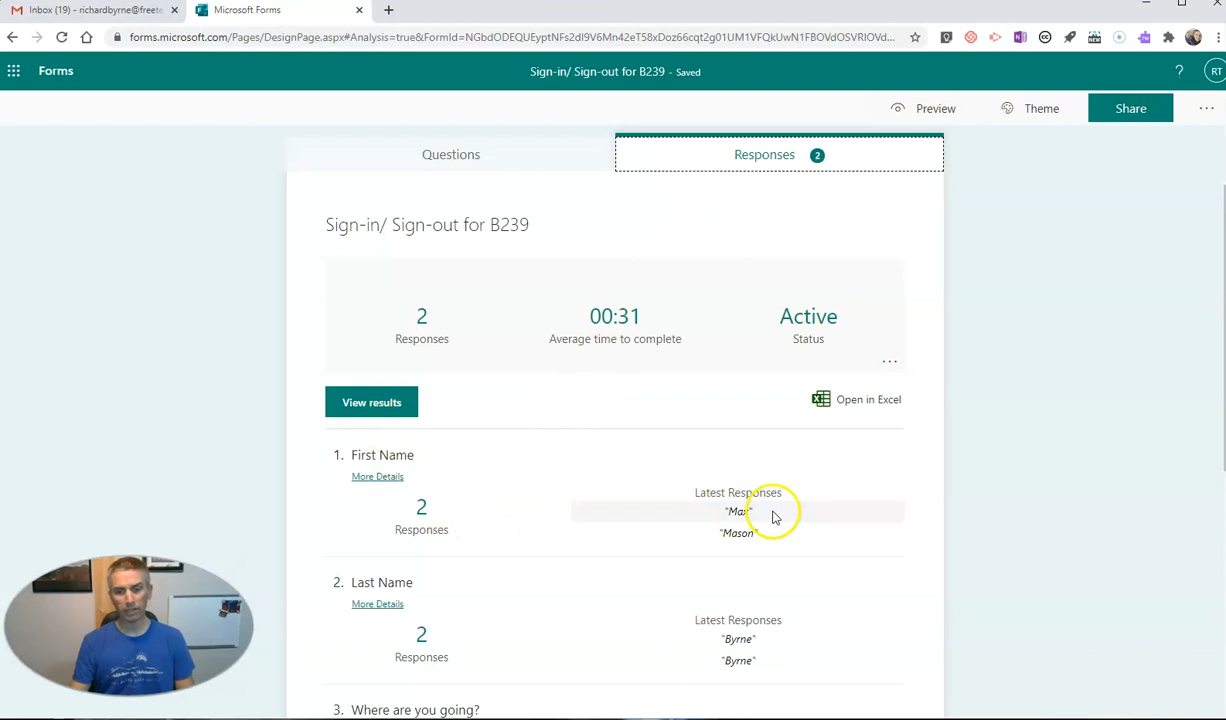 Inbox (19) - richardbyrne@freete
Microsoft Forms
forms.microsoft.com/Pages/DesignPage.aspx#Analysis=true&FormId=NGbdODEQUEyptNFs2dI9V6Mn42eT58xDoz66cqt2g01UM1VFQkUwN1FBOVdOSVRIOVd...
Forms
Sign-in/ Sign-out for B239 - Saved
?
RT
Preview
Theme
Share
...
Questions
Responses 2
Sign-in/ Sign-out for B239
2
00:31
Active
Responses
Average time to complete
Status
...
View results
Open in Excel
1. First Name
More Details
Latest Responses
2
"Max"
Responses
"Mason"
2. Last Name
More Details
Latest Responses
2
"Byrne"
Responses
"Byrne"
3. Where are you going?